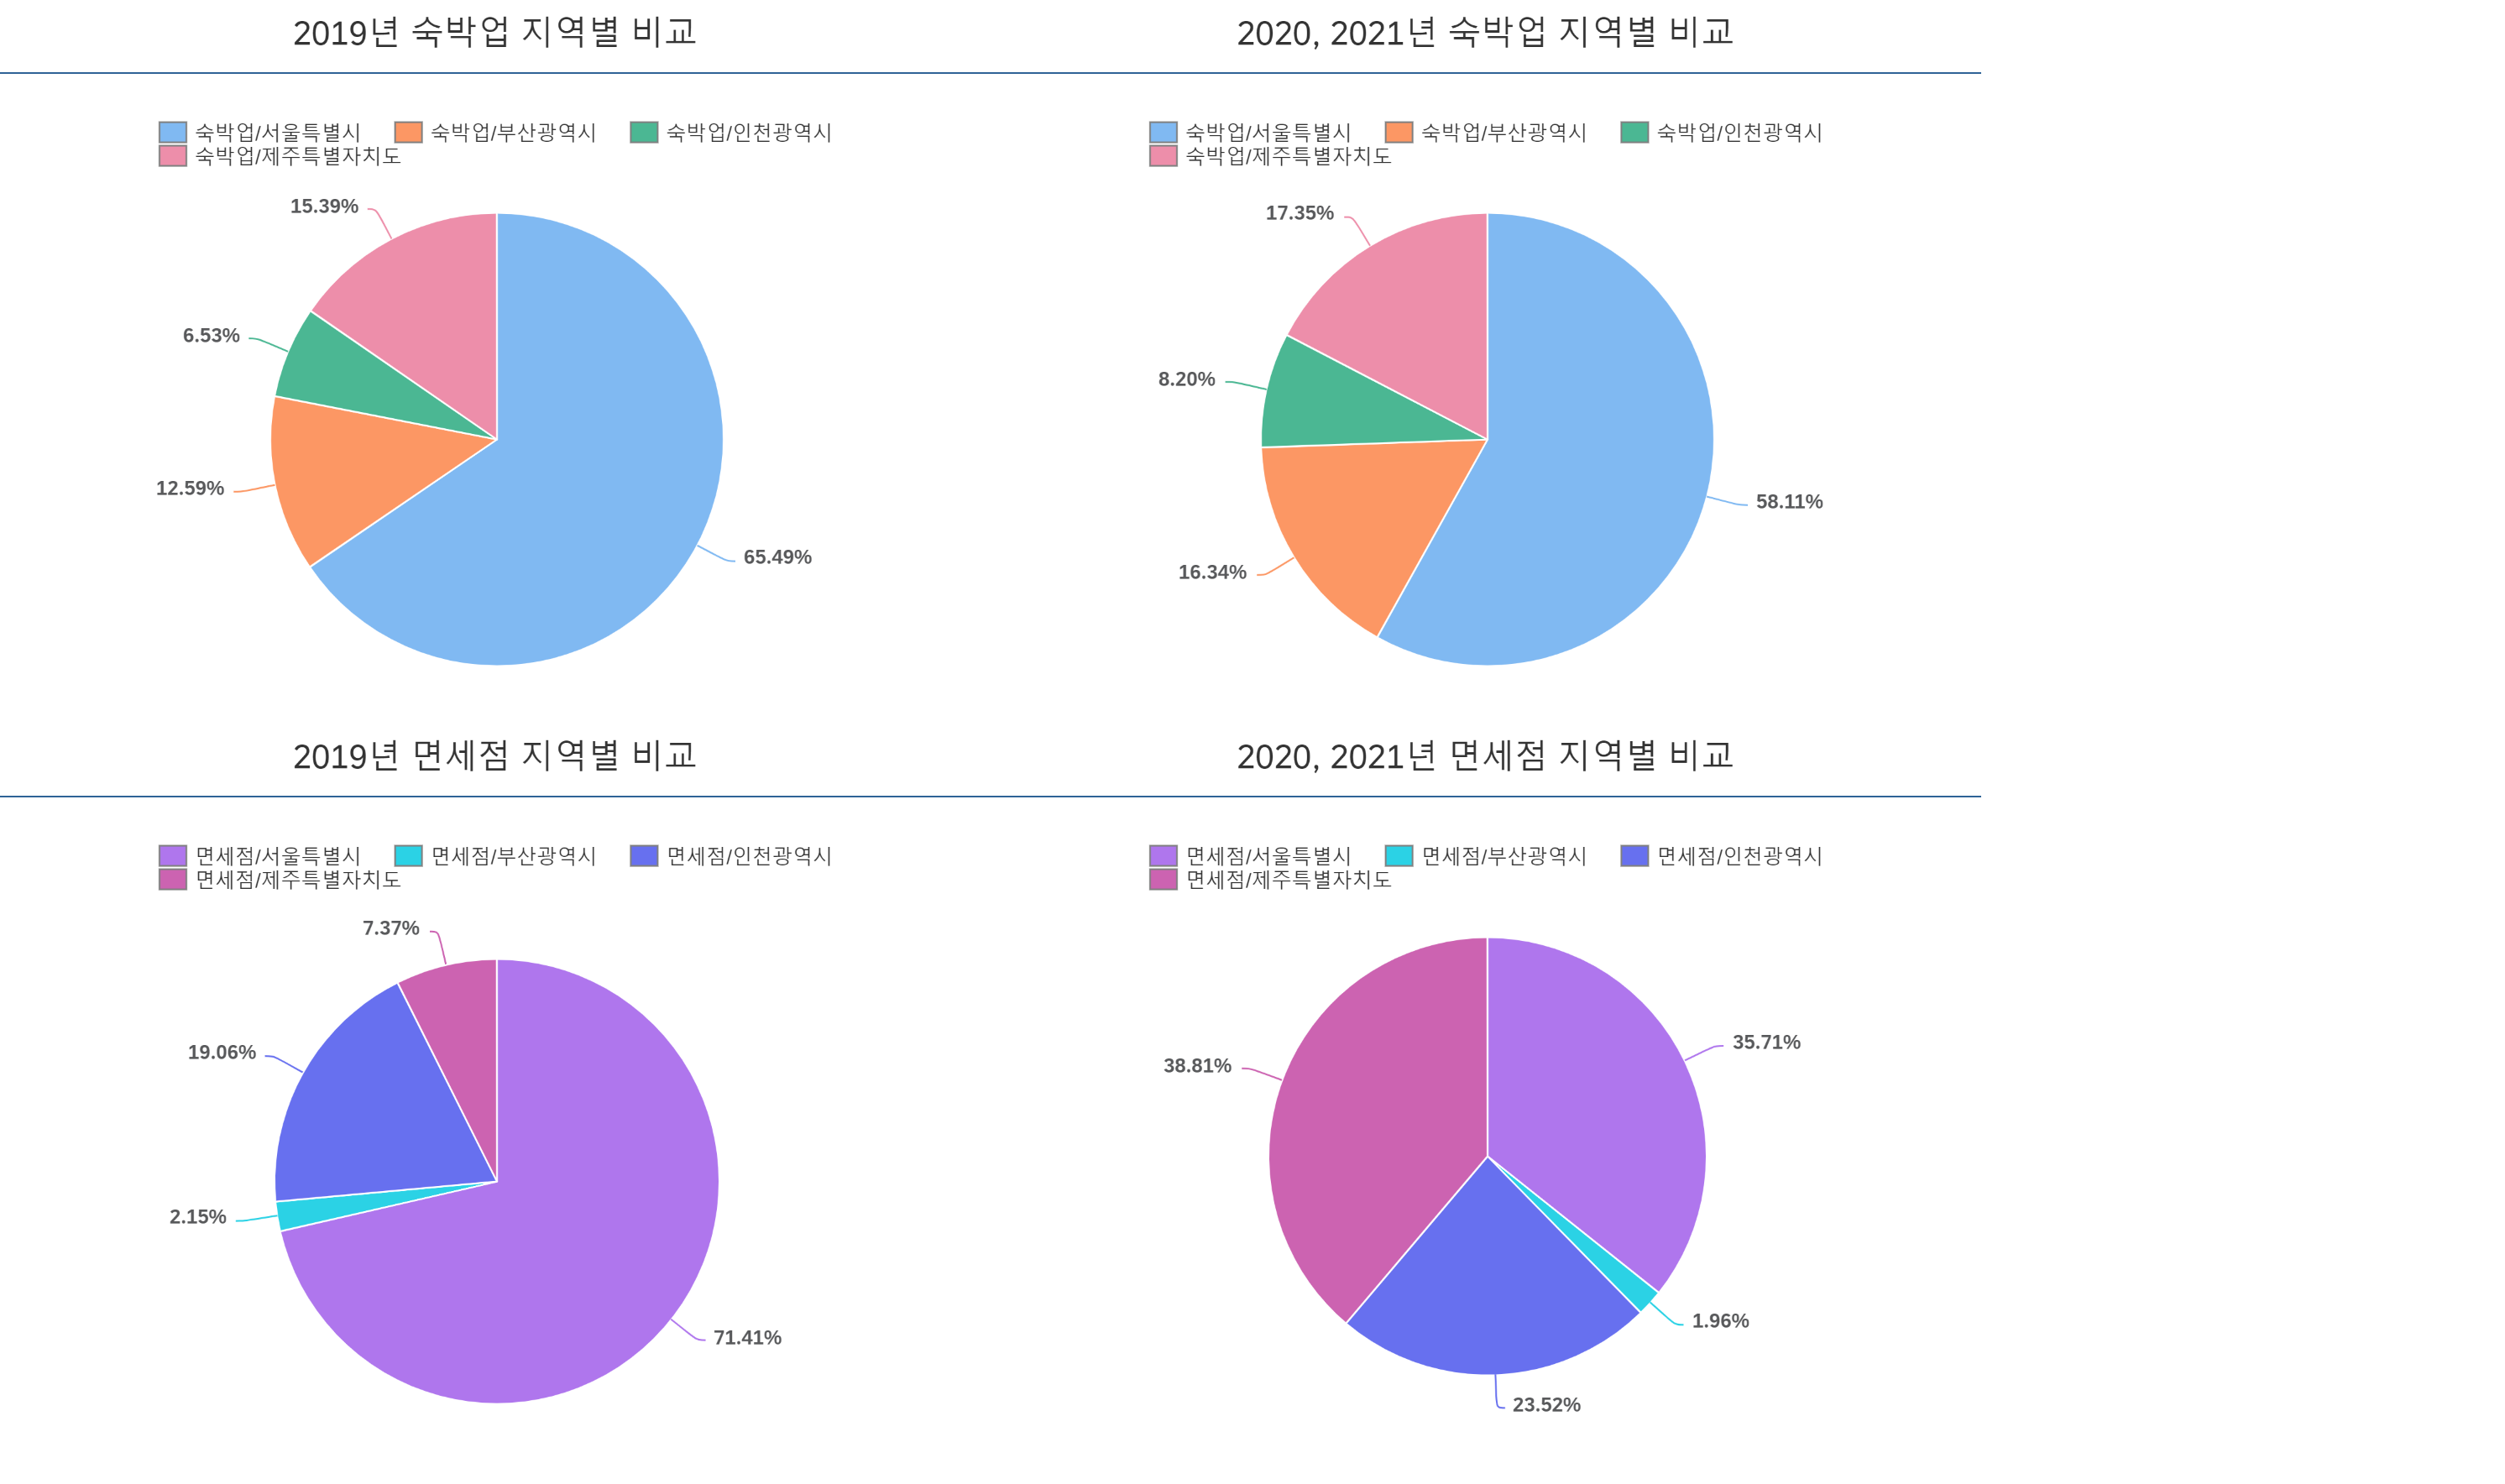 2019년 숙박업 지역별 비교
숙박업/서울특별시 숙박업/부산광역시 숙박업/인천광역시
숙박업/제주특별자치도
15.39%
6.53%
12.59%
65.49%
2020, 2021년 숙박업 지역별 비교
숙박업/서울특별시 숙박업/부산광역시 숙박업/인천광역시
숙박업/제주특별자치도
17.35%
8.20%
58.11%
16.34%
2019년 면세점 지역별 비교
면세점/서울특별시 면세점/부산광역시 면세점/인천광역시
면세점/제주특별자치도
7.37%
19.06%
2.15%
71.41%
2020, 2021년 면세점 지역별 비교
면세점/서울특별시 면세점/부산광역시 면세점/인천광역시
면세점/제주특별자치도
35.71%
38.81%
1.96%
23.52%